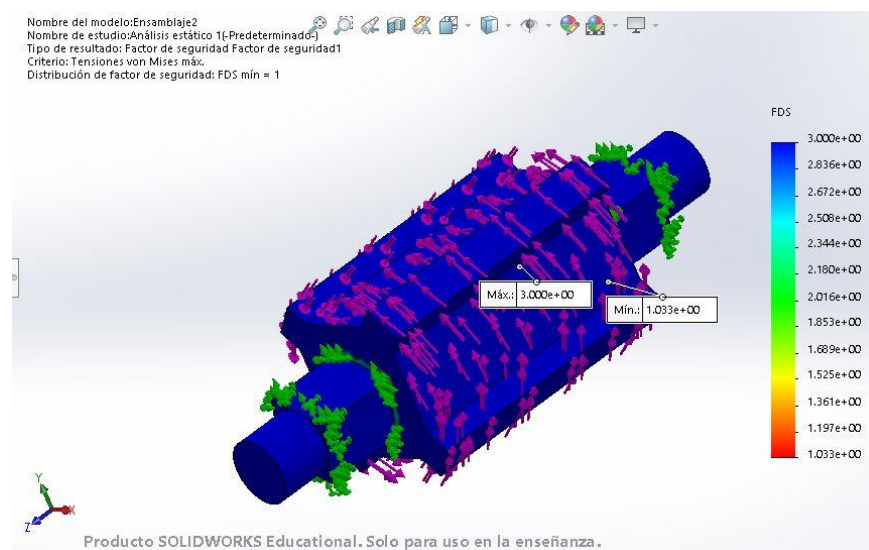 Nombre del modelo:Ensamblaje2
Nombre de estudio:Análisis estático 1(-Predeterminado-)
Tipo de resultado: Factor de seguridad Factor de seguridad1
Criterio: Tensiones von Mises máx.
Distribución de factor de seguridad: FDS mín = 1
FDS
3.000e+00
2.836e+00
2.672e+00
2.508e+00
2.344e+00
2.180e+00
2.016e+00
1.853e+00
1.689e+00
1.525e+00
1.361e+00
1.197e+00
1.033e+00
Máx.: 3.000e+00
Mín.: 1.033e+00
Y
X
Z
Producto SOLIDWORKS Educational. Solo para uso en la enseñanza.